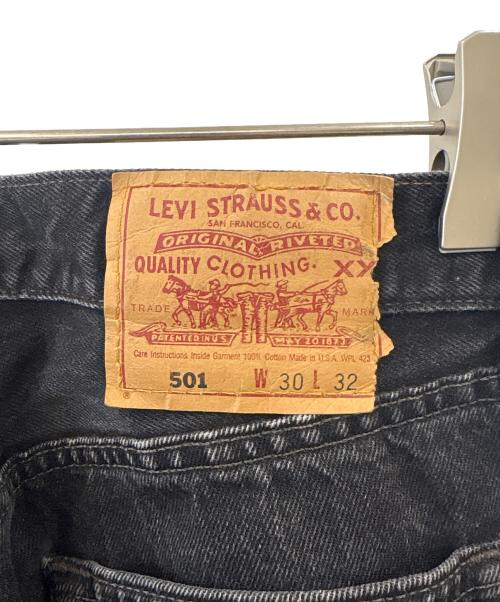 LEVI STRAUSS & CO.
SAN FRANCISCO, CAL.
ORIGINAL RIVETED
QUALITY CLOTHING. XX
TRADE MARK
PATENTED IN U.S. MAY 20 1873
Care Instructions Inside Garment 100% Cotton Made in U.S.A. WPL 423
501 W 30 L 32
®